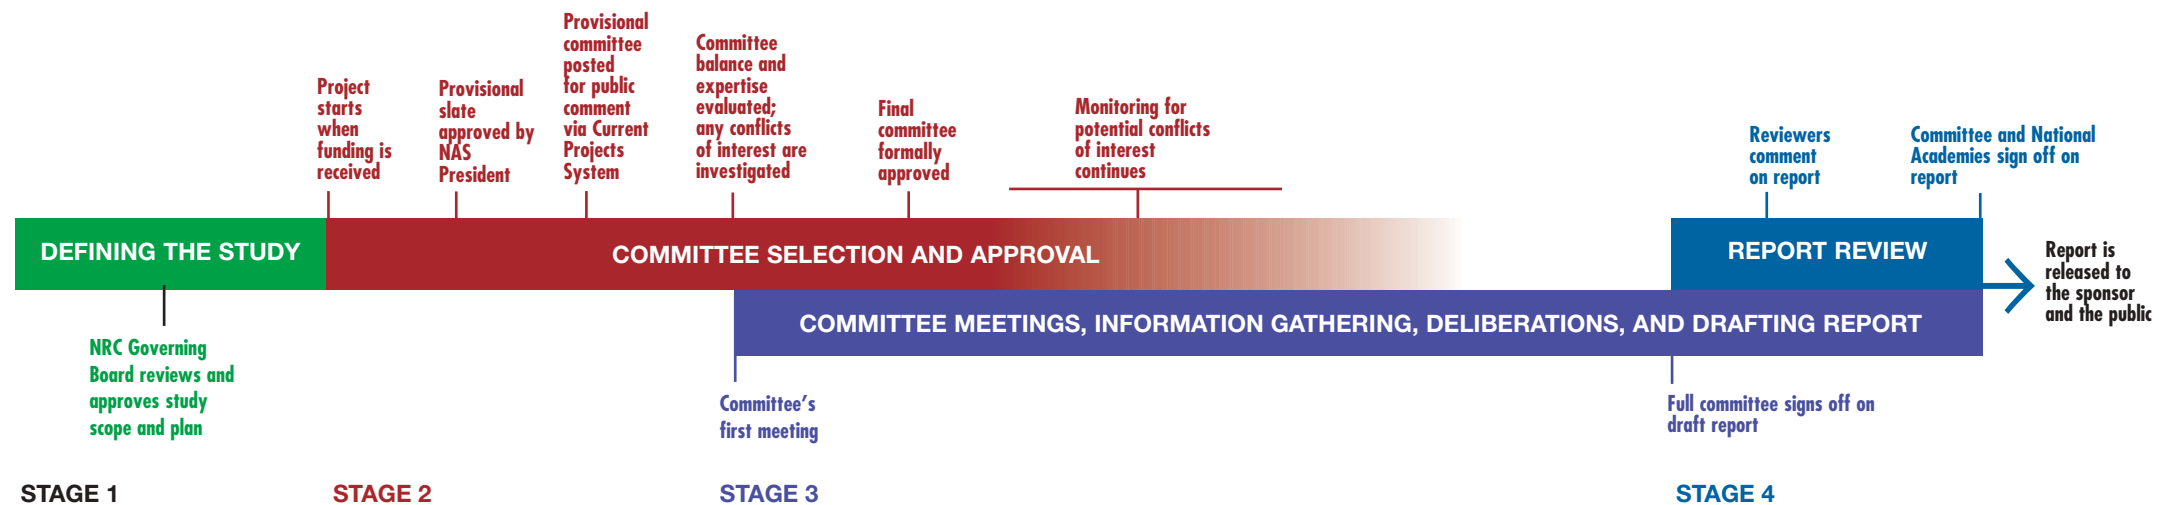 Project
starts
when
funding is
received
Provisional
slate
approved by
NAS
President
Provisional
committee
posted
for public
comment
via Current
Projects
System
Committee
balance and
expertise
evaluated;
any conflicts
of interest are
investigated
Final
committee
formally
approved
Monitoring for
potential conflicts
of interest
continues
Reviewers
comment
on report
Committee and National
Academies sign off on
report
DEFINING THE STUDY
COMMITTEE SELECTION AND APPROVAL
REPORT REVIEW
Report is
released to
the sponsor
and the public
COMMITTEE MEETINGS, INFORMATION GATHERING, DELIBERATIONS, AND DRAFTING REPORT
NRC Governing
Board reviews and
approves study
scope and plan
Committee's
first meeting
Full committee signs off on
draft report
STAGE 1
STAGE 2
STAGE 3
STAGE 4